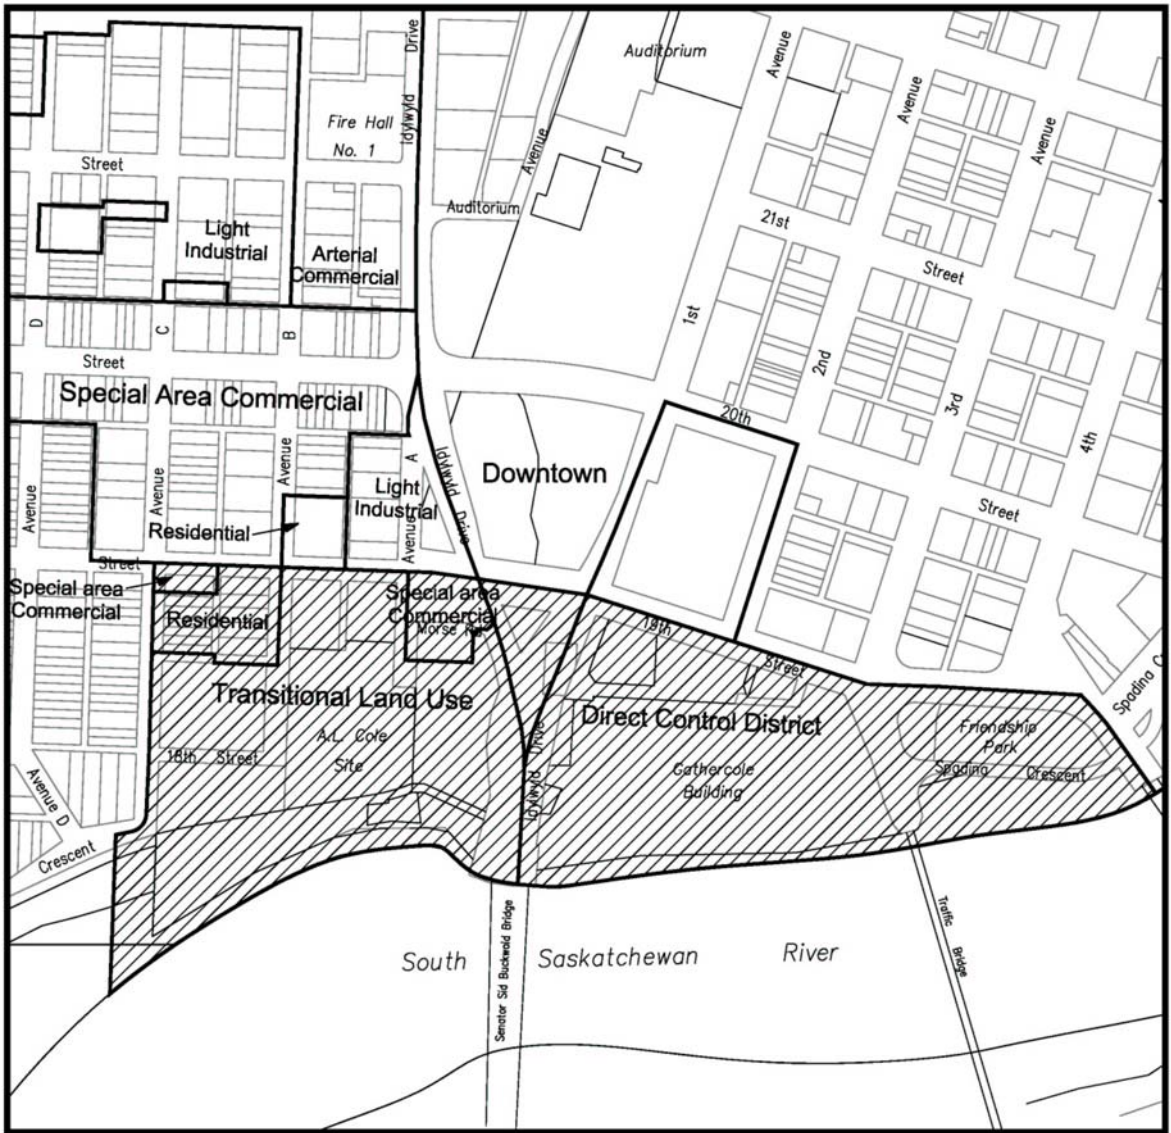 Drive
Idylwyld
Auditorium
Avenue
Avenue
Avenue
Avenue
Fire Hall
No. 1
Street
Auditorium
Light
Industrial
Arterial
Commercial
21st
Street
1st
2nd
3rd
4th
D
C
B
Street
Special Area Commercial
20th
Street
Avenue
Avenue
Avenue
A
Avenue
Idylwyld
Drive
Downtown
Light
Industrial
Residential
Street
Special area
Commercial
Residential
Special area
Commercial
Morse Rd
19th
Street
Transitional Land Use
Direct Control District
A.L. Cole
Site
18th Street
Idylwyld Drive
Gathercole
Building
Friendship
Park
Spadina Crescent
Spadina C
Avenue D
Crescent
South Saskatchewan River
Senator Sid Buckwold Bridge
Traffic Bridge